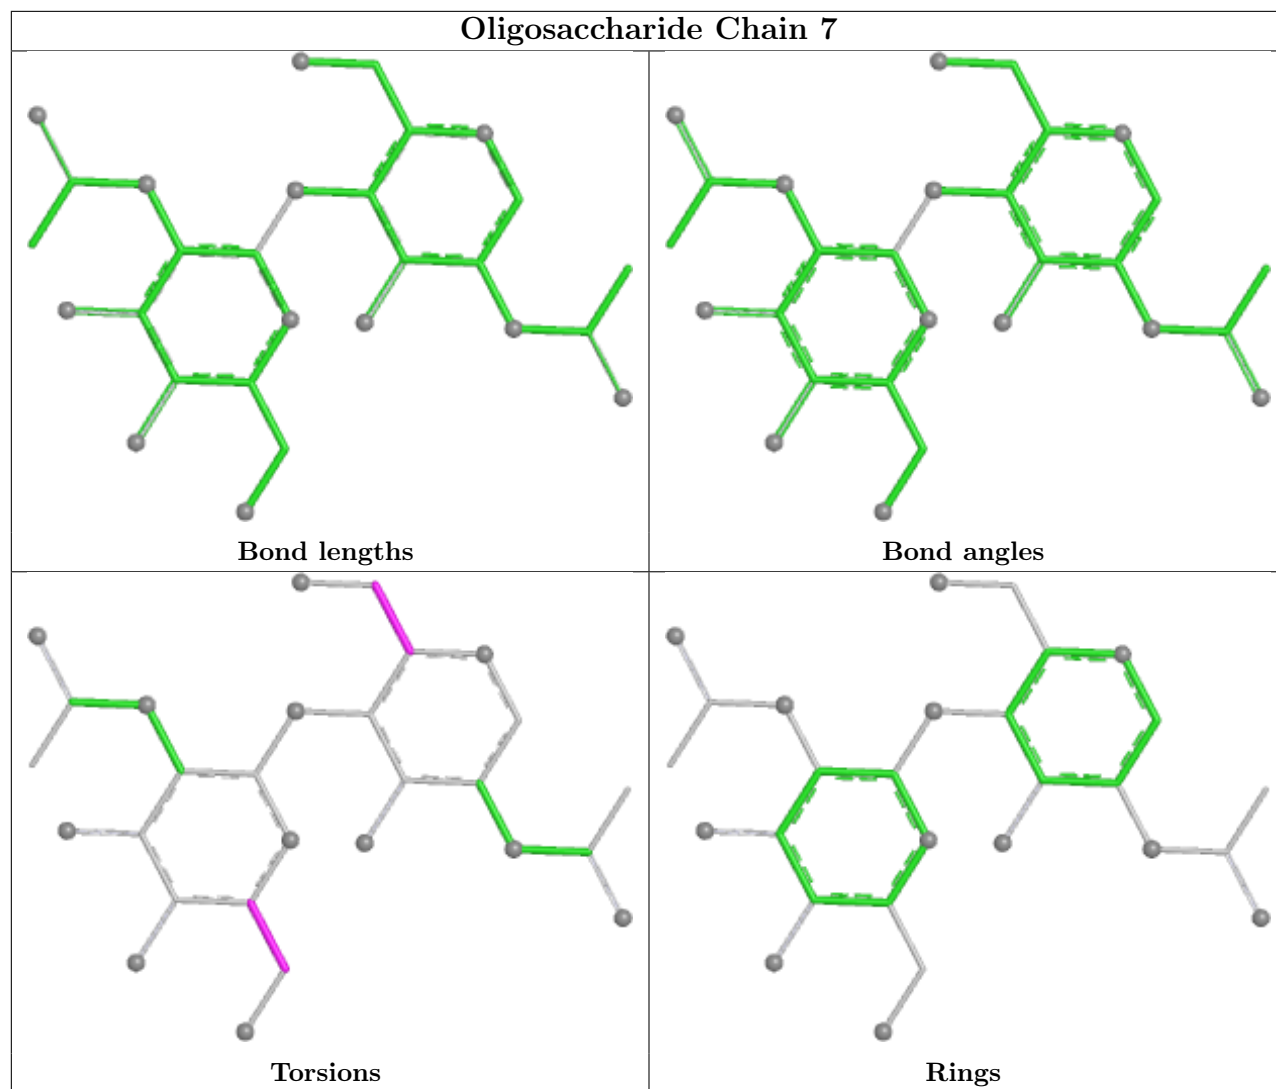 Oligosaccharide Chain 7
Bond lengths
Bond angles
Torsions
Rings